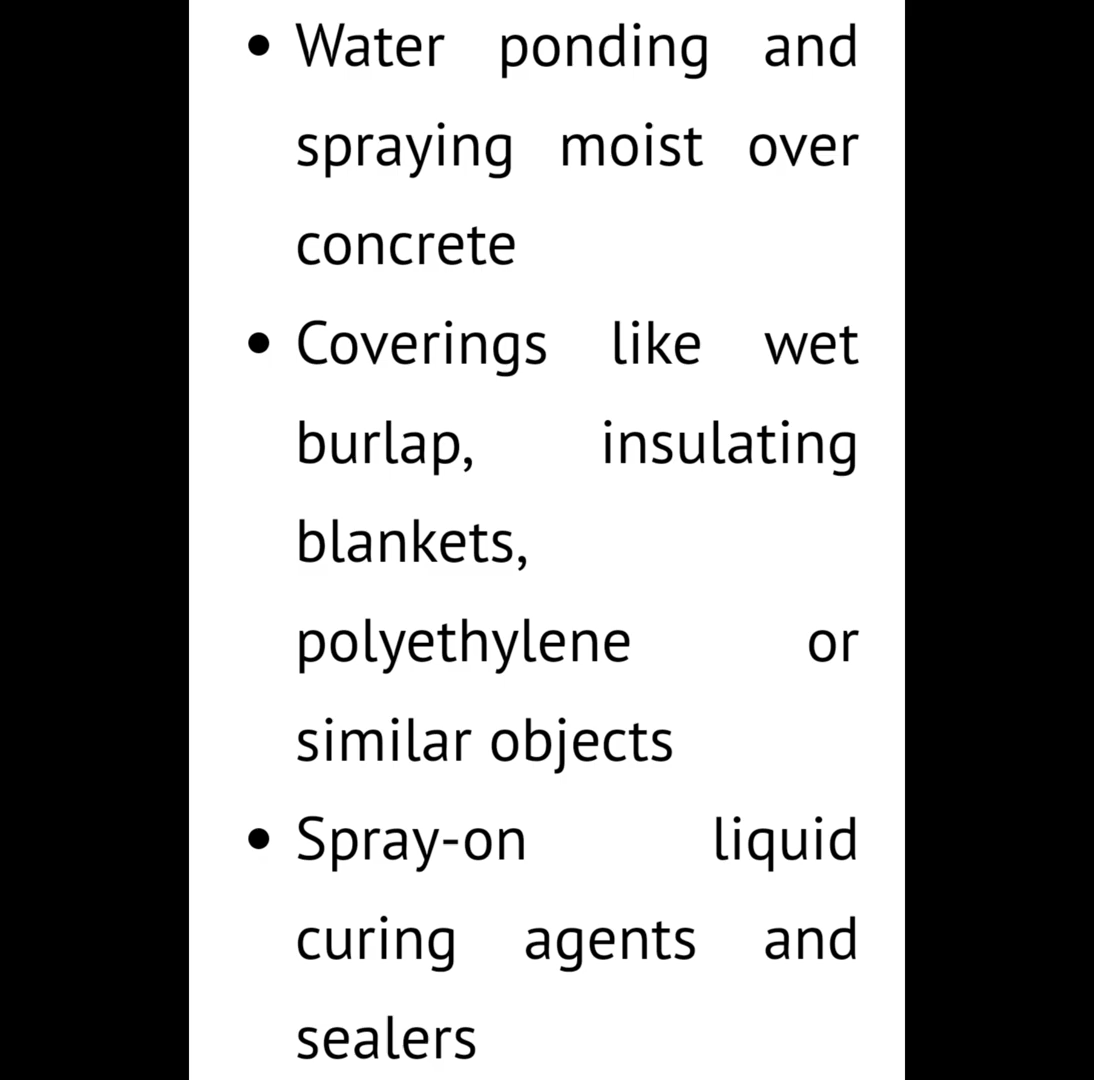 • Water ponding and
spraying moist over
concrete
• Coverings like wet
burlap, insulating
blankets,
polyethylene or
similar objects
• Spray-on liquid
curing agents and
sealers